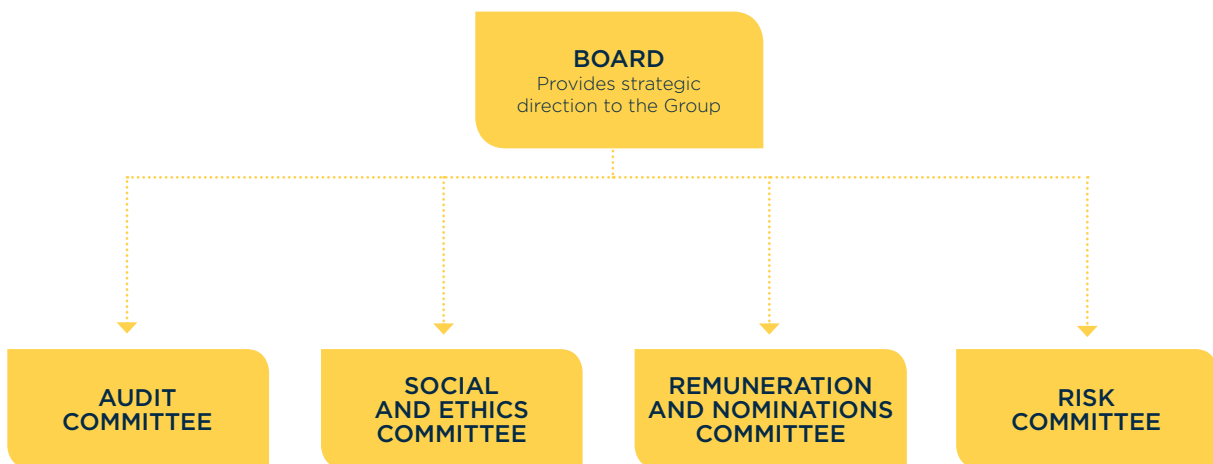 BOARD
Provides strategic
direction to the Group
AUDIT
COMMITTEE
SOCIAL
AND ETHICS
COMMITTEE
REMUNERATION
AND NOMINATIONS
COMMITTEE
RISK
COMMITTEE